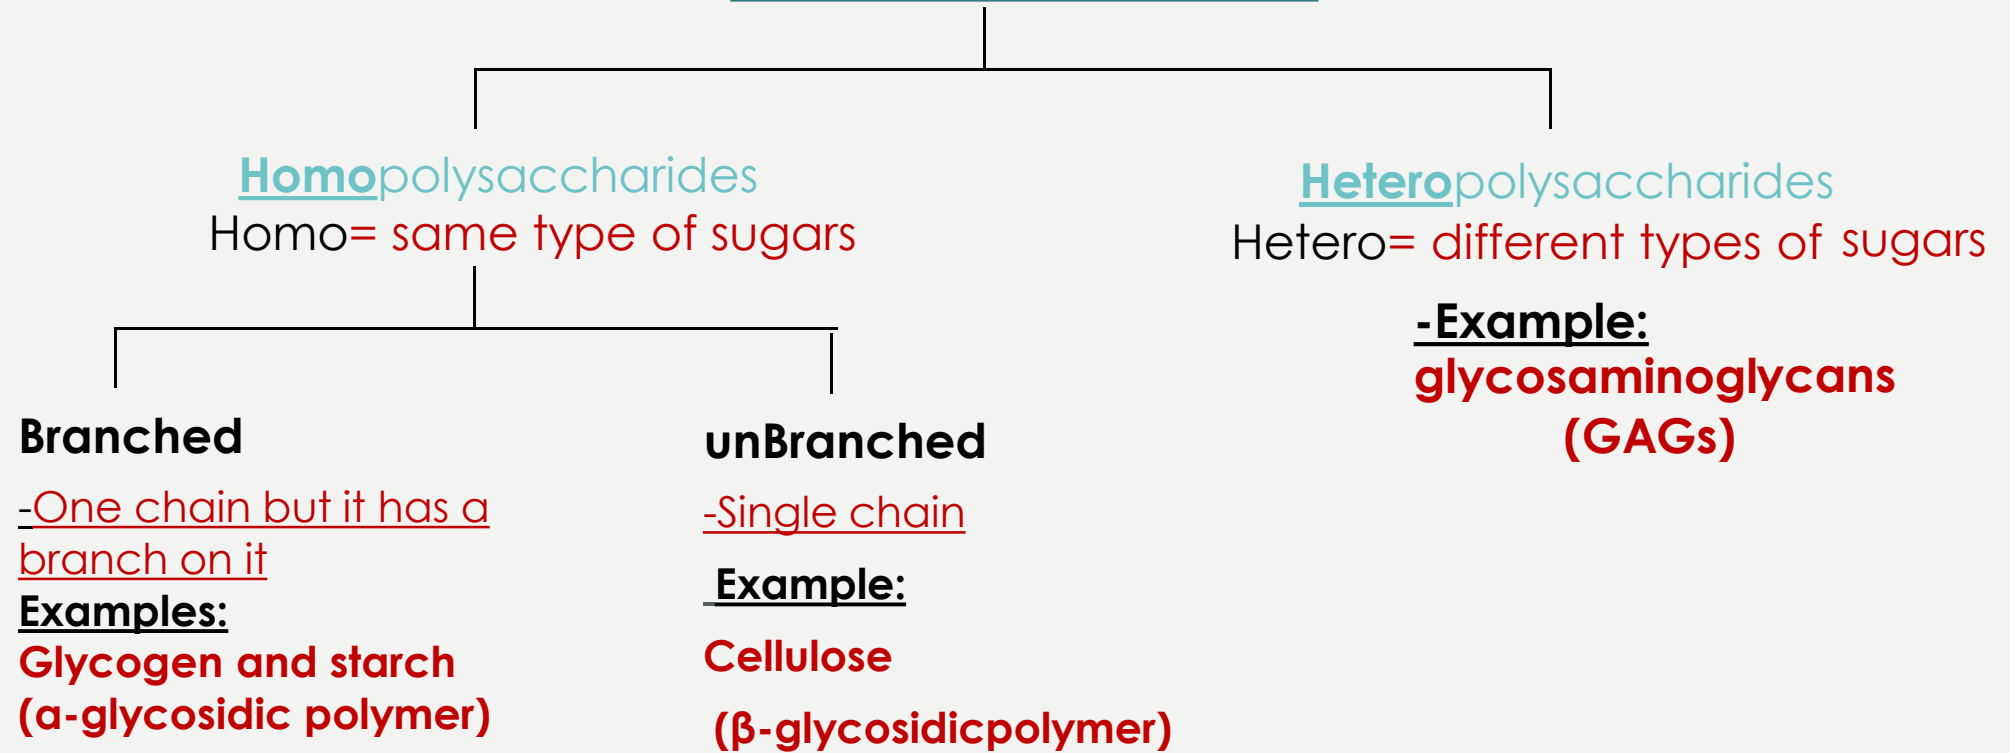 Homopolysaccharides
Homo= same type of sugars
Heteropolysaccharides
Hetero= different types of sugars
-Example:
glycosaminoglycans
(GAGs)
Branched
-One chain but it has a
branch on it
Examples:
Glycogen and starch
(α-glycosidic polymer)
unBranched
-Single chain
Example:
Cellulose
(β-glycosidicpolymer)